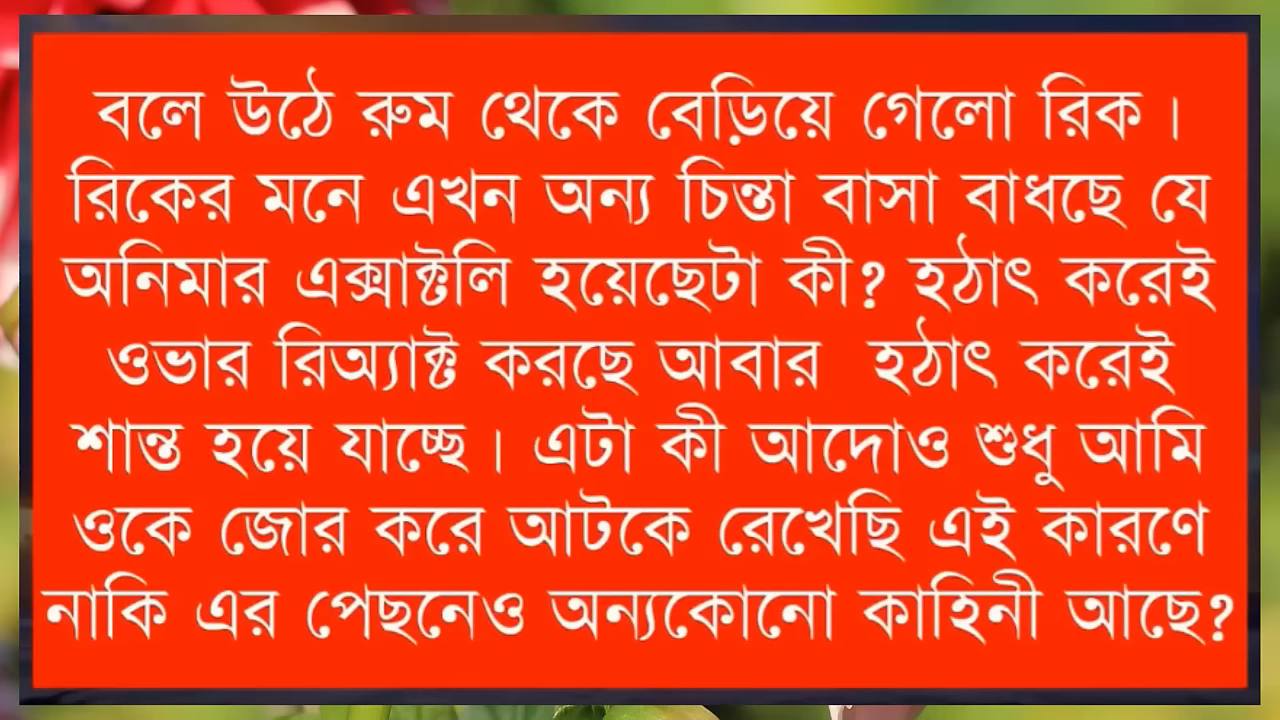 বলে উঠে রুম থেকে বেড়িয়ে গেলো রিক ।
রিকের মনে এখন অন্য চিন্তা বাসা বাধছে যে
অনিমার এক্সাক্টলি হয়েছেটা কী? হঠাৎ করেই
ওভার রিঅ্যাক্ট করছে আবার হঠাৎ করেই
শান্ত হয়ে যাচ্ছে । এটা কী আদোও শুধু আমি
ওকে জোর করে আটকে রেখেছি এই কারণে
নাকি এর পেছনেও অন্যকোনো কাহিনী আছে?